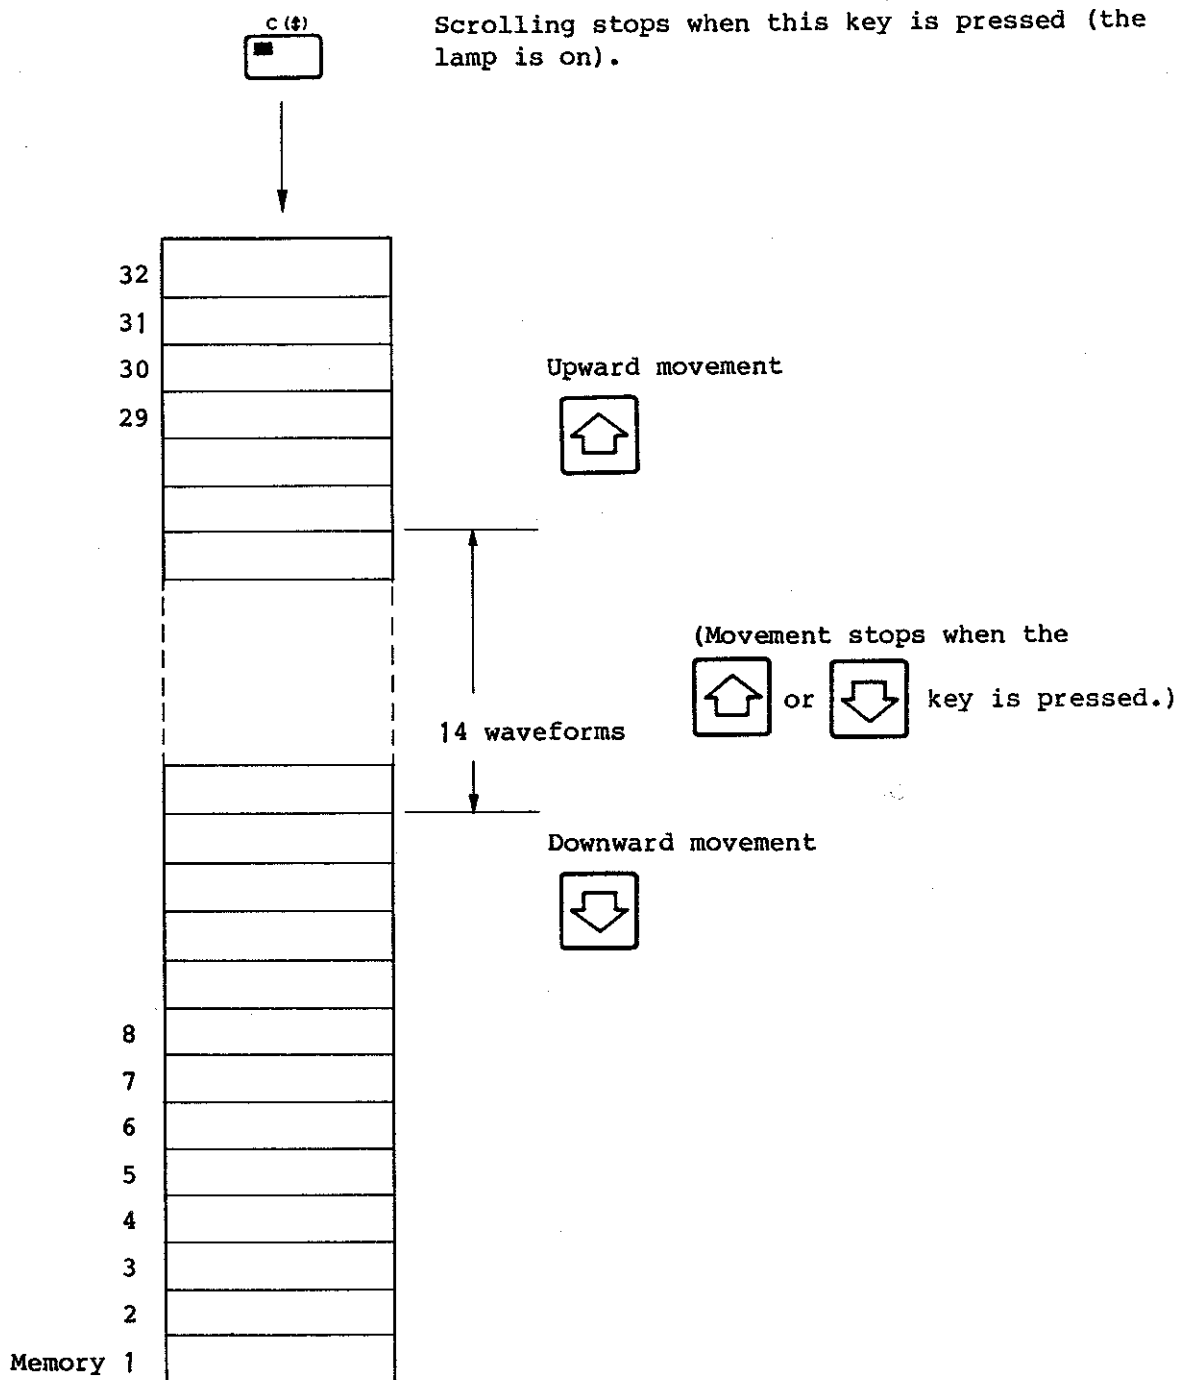 C ($)
Scrolling stops when this key is pressed (the
lamp is on).
32
31
30
29
Upward movement
(Movement stops when the
or
key is pressed.)
14 waveforms
Downward movement
8
7
6
5
4
3
2
Memory 1